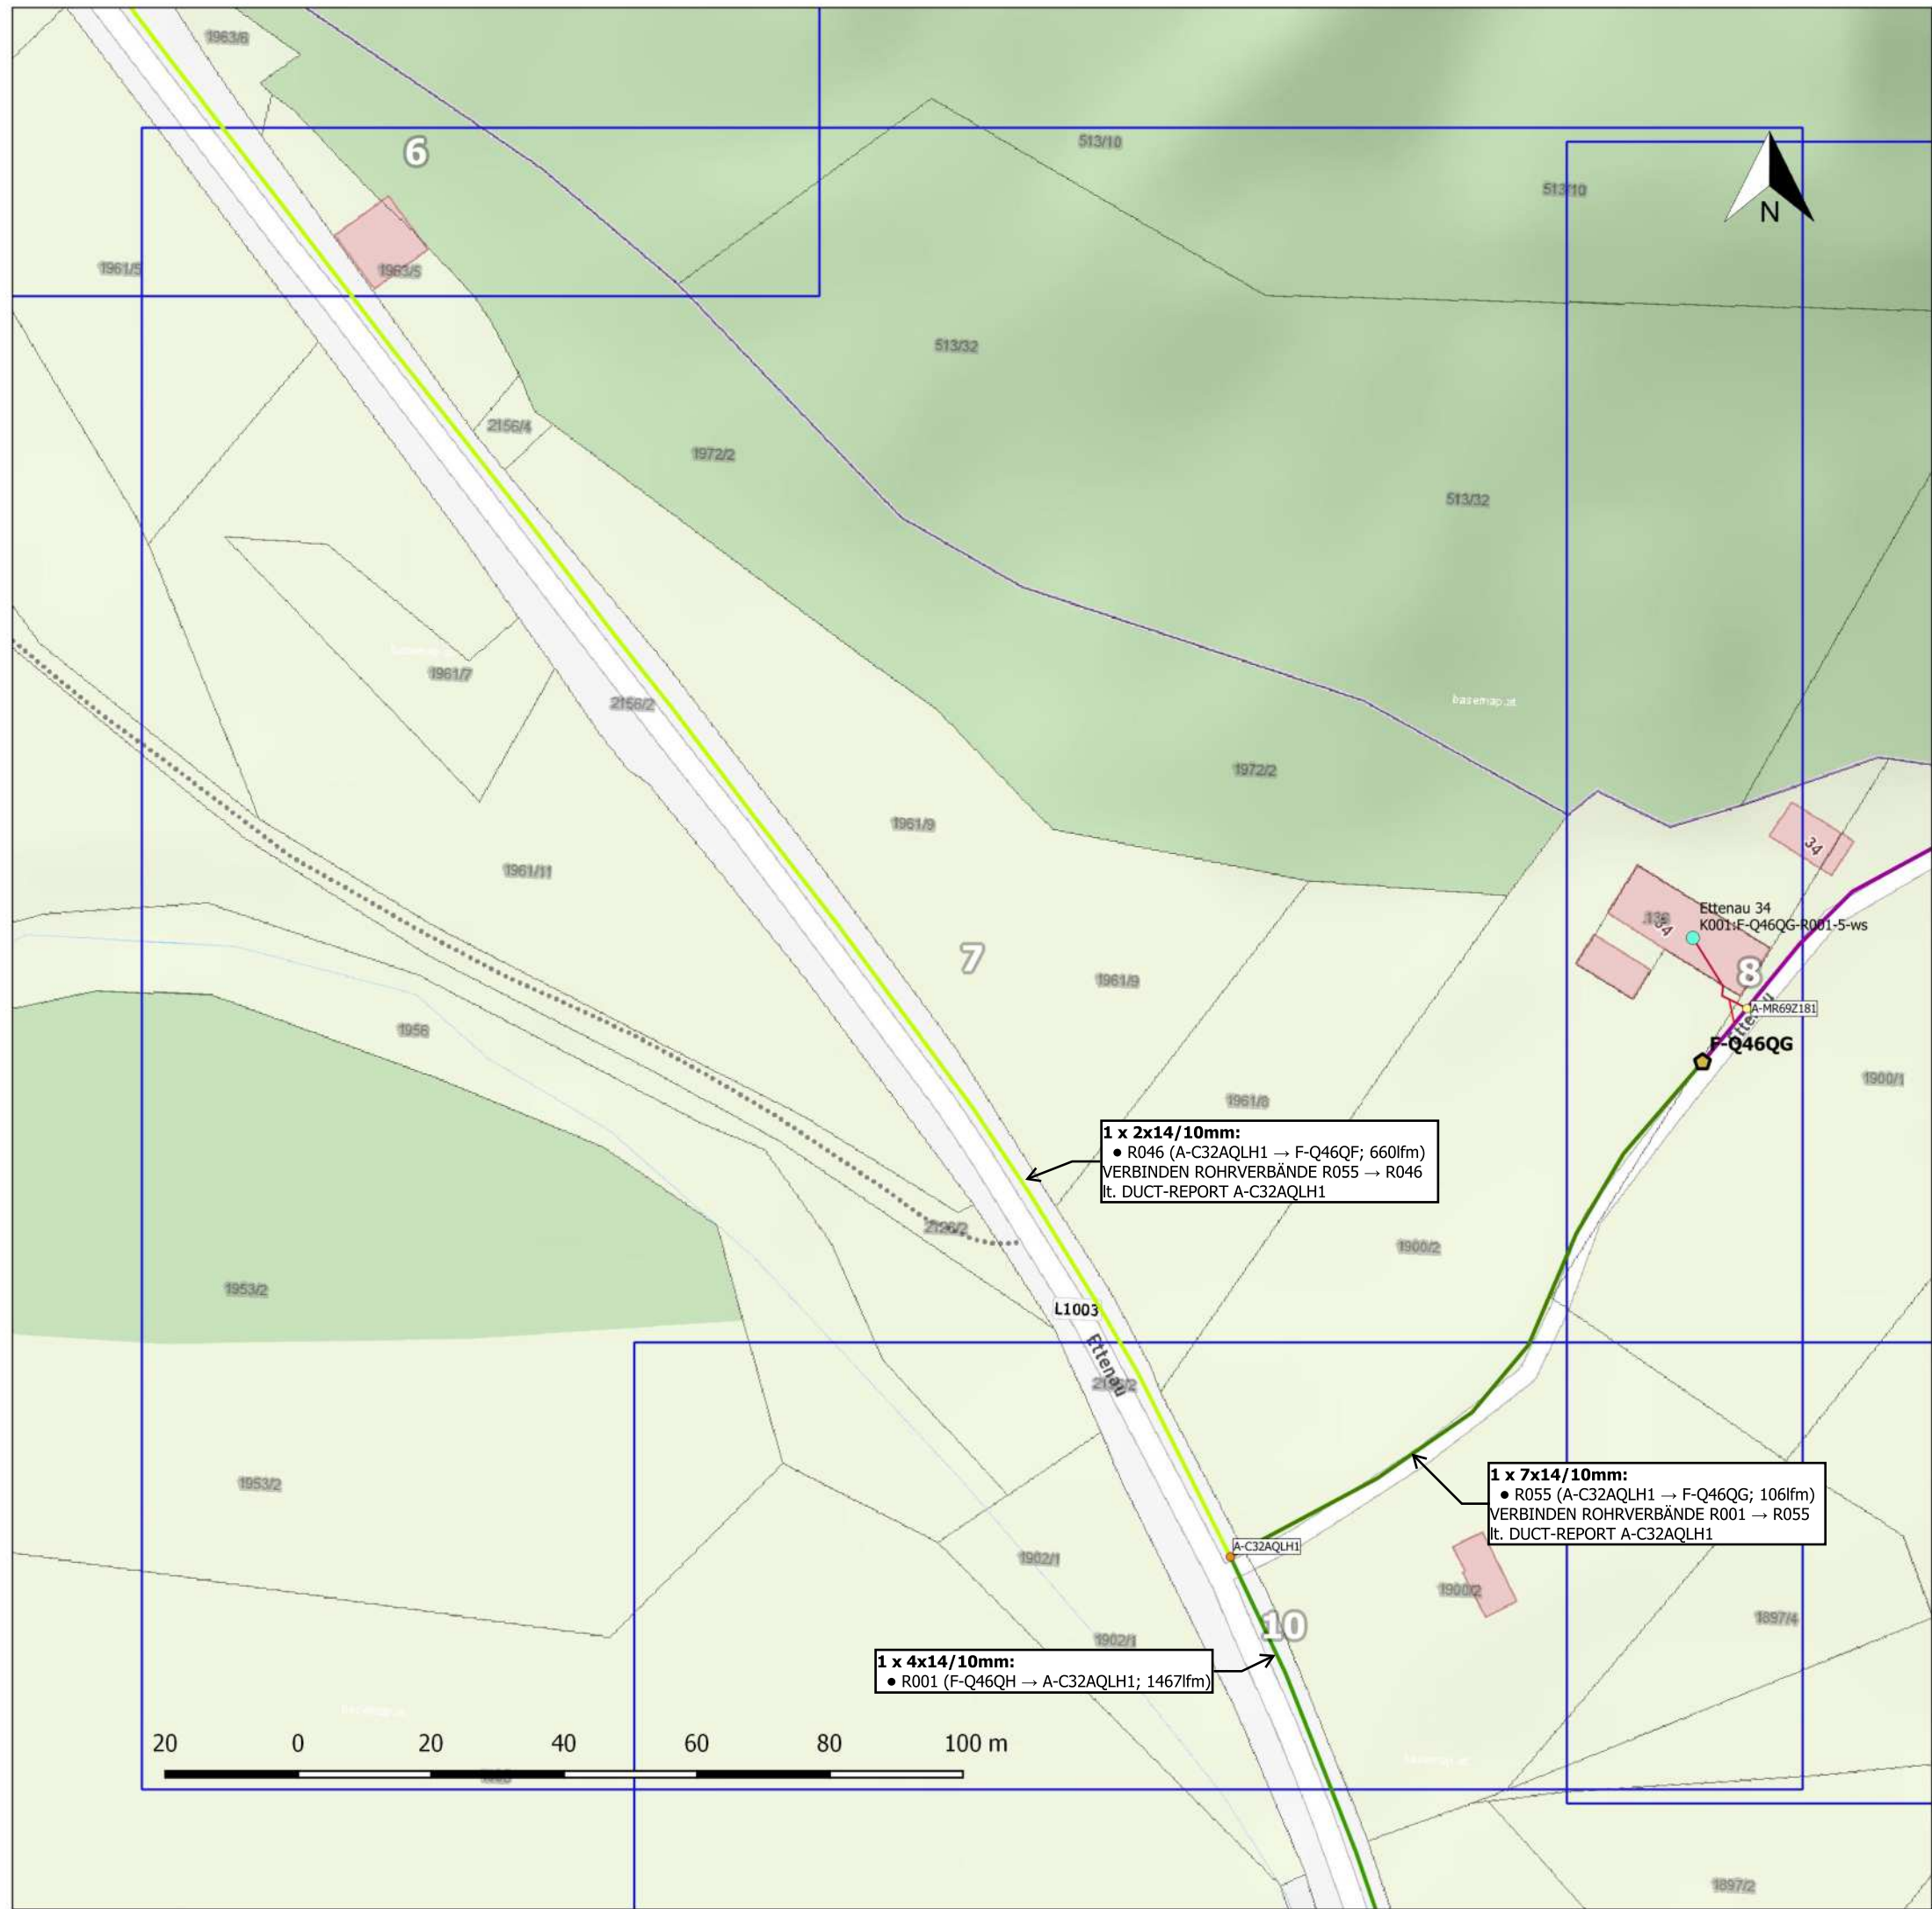 1963/6
6
513/10
513/10
N
1961/5
1963/5
513/32
2156/4
1972/2
513/32
1961/7
2156/2
basemap.at
1972/2
1961/9
34
1961/11
Ettenau 34
K001:F-Q46QG-R001-5-ws
.136
34
7
1961/9
8
A-MR69Z181
1956
F-Q46QG
1900/1
1961/8
1 x 2x14/10mm:
● R046 (A-C32AQLH1 → F-Q46QF; 660lfm)
VERBINDEN ROHRVERBÄNDE R055 → R046
lt. DUCT-REPORT A-C32AQLH1
1900/2
1953/2
L1003
Ettenau
1953/2
1 x 7x14/10mm:
● R055 (A-C32AQLH1 → F-Q46QG; 106lfm)
VERBINDEN ROHRVERBÄNDE R001 → R055
lt. DUCT-REPORT A-C32AQLH1
A-C32AQLH1
1902/1
1900/2
10
1897/4
1902/1
1 x 4x14/10mm:
● R001 (F-Q46QH → A-C32AQLH1; 1467lfm)
20 0 20 40 60 80 100 m
basemap.at
1897/2